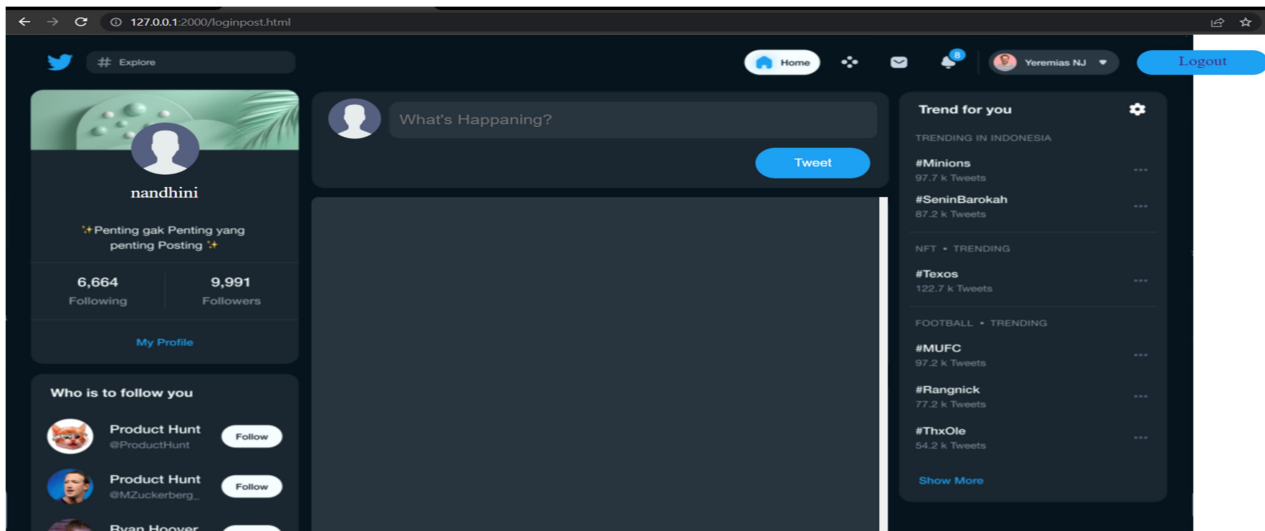 127.0.0.1:2000/loginpost.html
# Explore
Home
8
Yeremias NJ
Logout
nandhini
✨Penting gak Penting yang
penting Posting ✨
6,664
9,991
Following
Followers
My Profile
Who is to follow you
Product Hunt
@ProductHunt
Follow
Product Hunt
@MZuckerberg_
Follow
Ryan Hoover
What's Happaning?
Tweet
Trend for you
TRENDING IN INDONESIA
#Minions
97.7 k Tweets
#SeninBarokah
87.2 k Tweets
NFT • TRENDING
#Texos
122.7 k Tweets
FOOTBALL • TRENDING
#MUFC
97.2 k Tweets
#Rangnick
77.2 k Tweets
#ThxOle
54.2 k Tweets
Show More